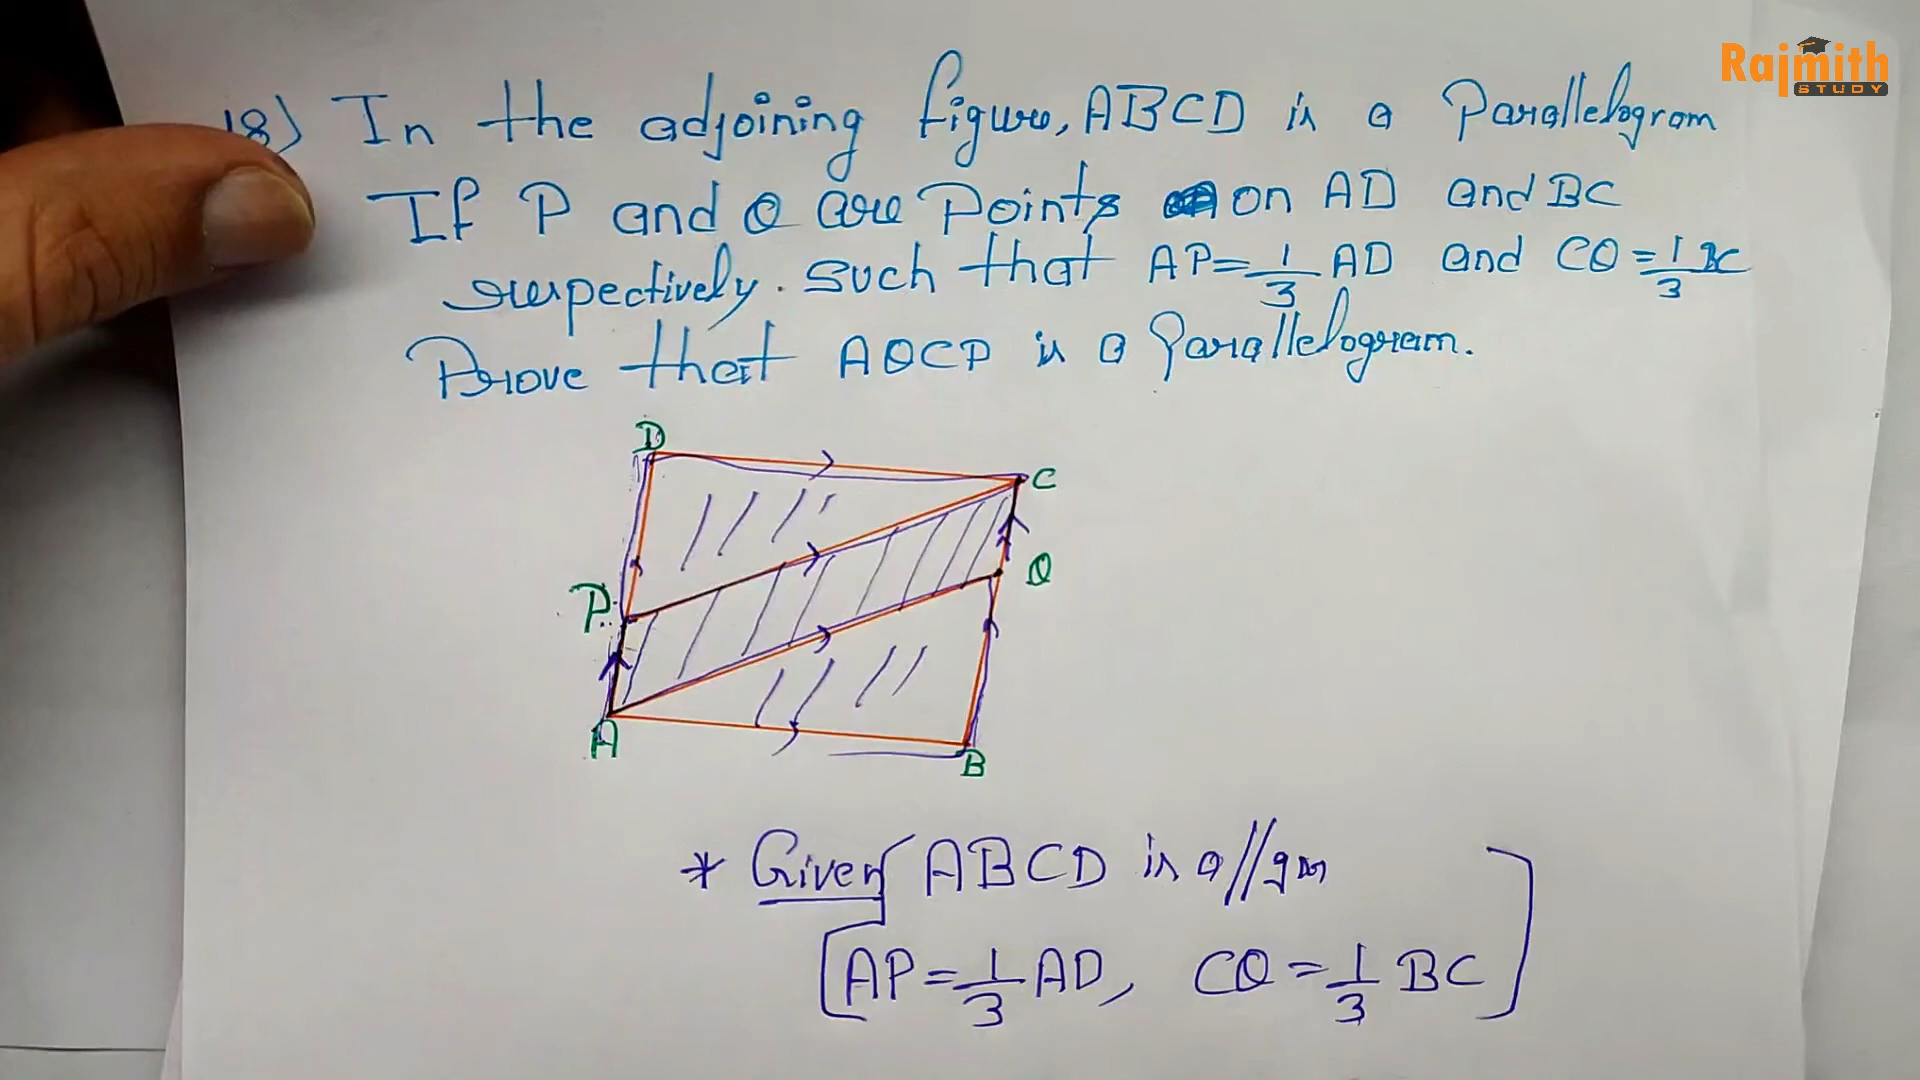 Rajmith
STUDY
18) In the adjoining figure, ABCD is a Parallelogram
If P and Q are Points on AD and BC
respectively. Such that AP=1/3 AD and CQ=1/3 BC
Prove that AQCP is a Parallelogram.
D
C
P
Q
A
B
* Given ABCD is a //gm
[AP=1/3 AD, CQ=1/3 BC]